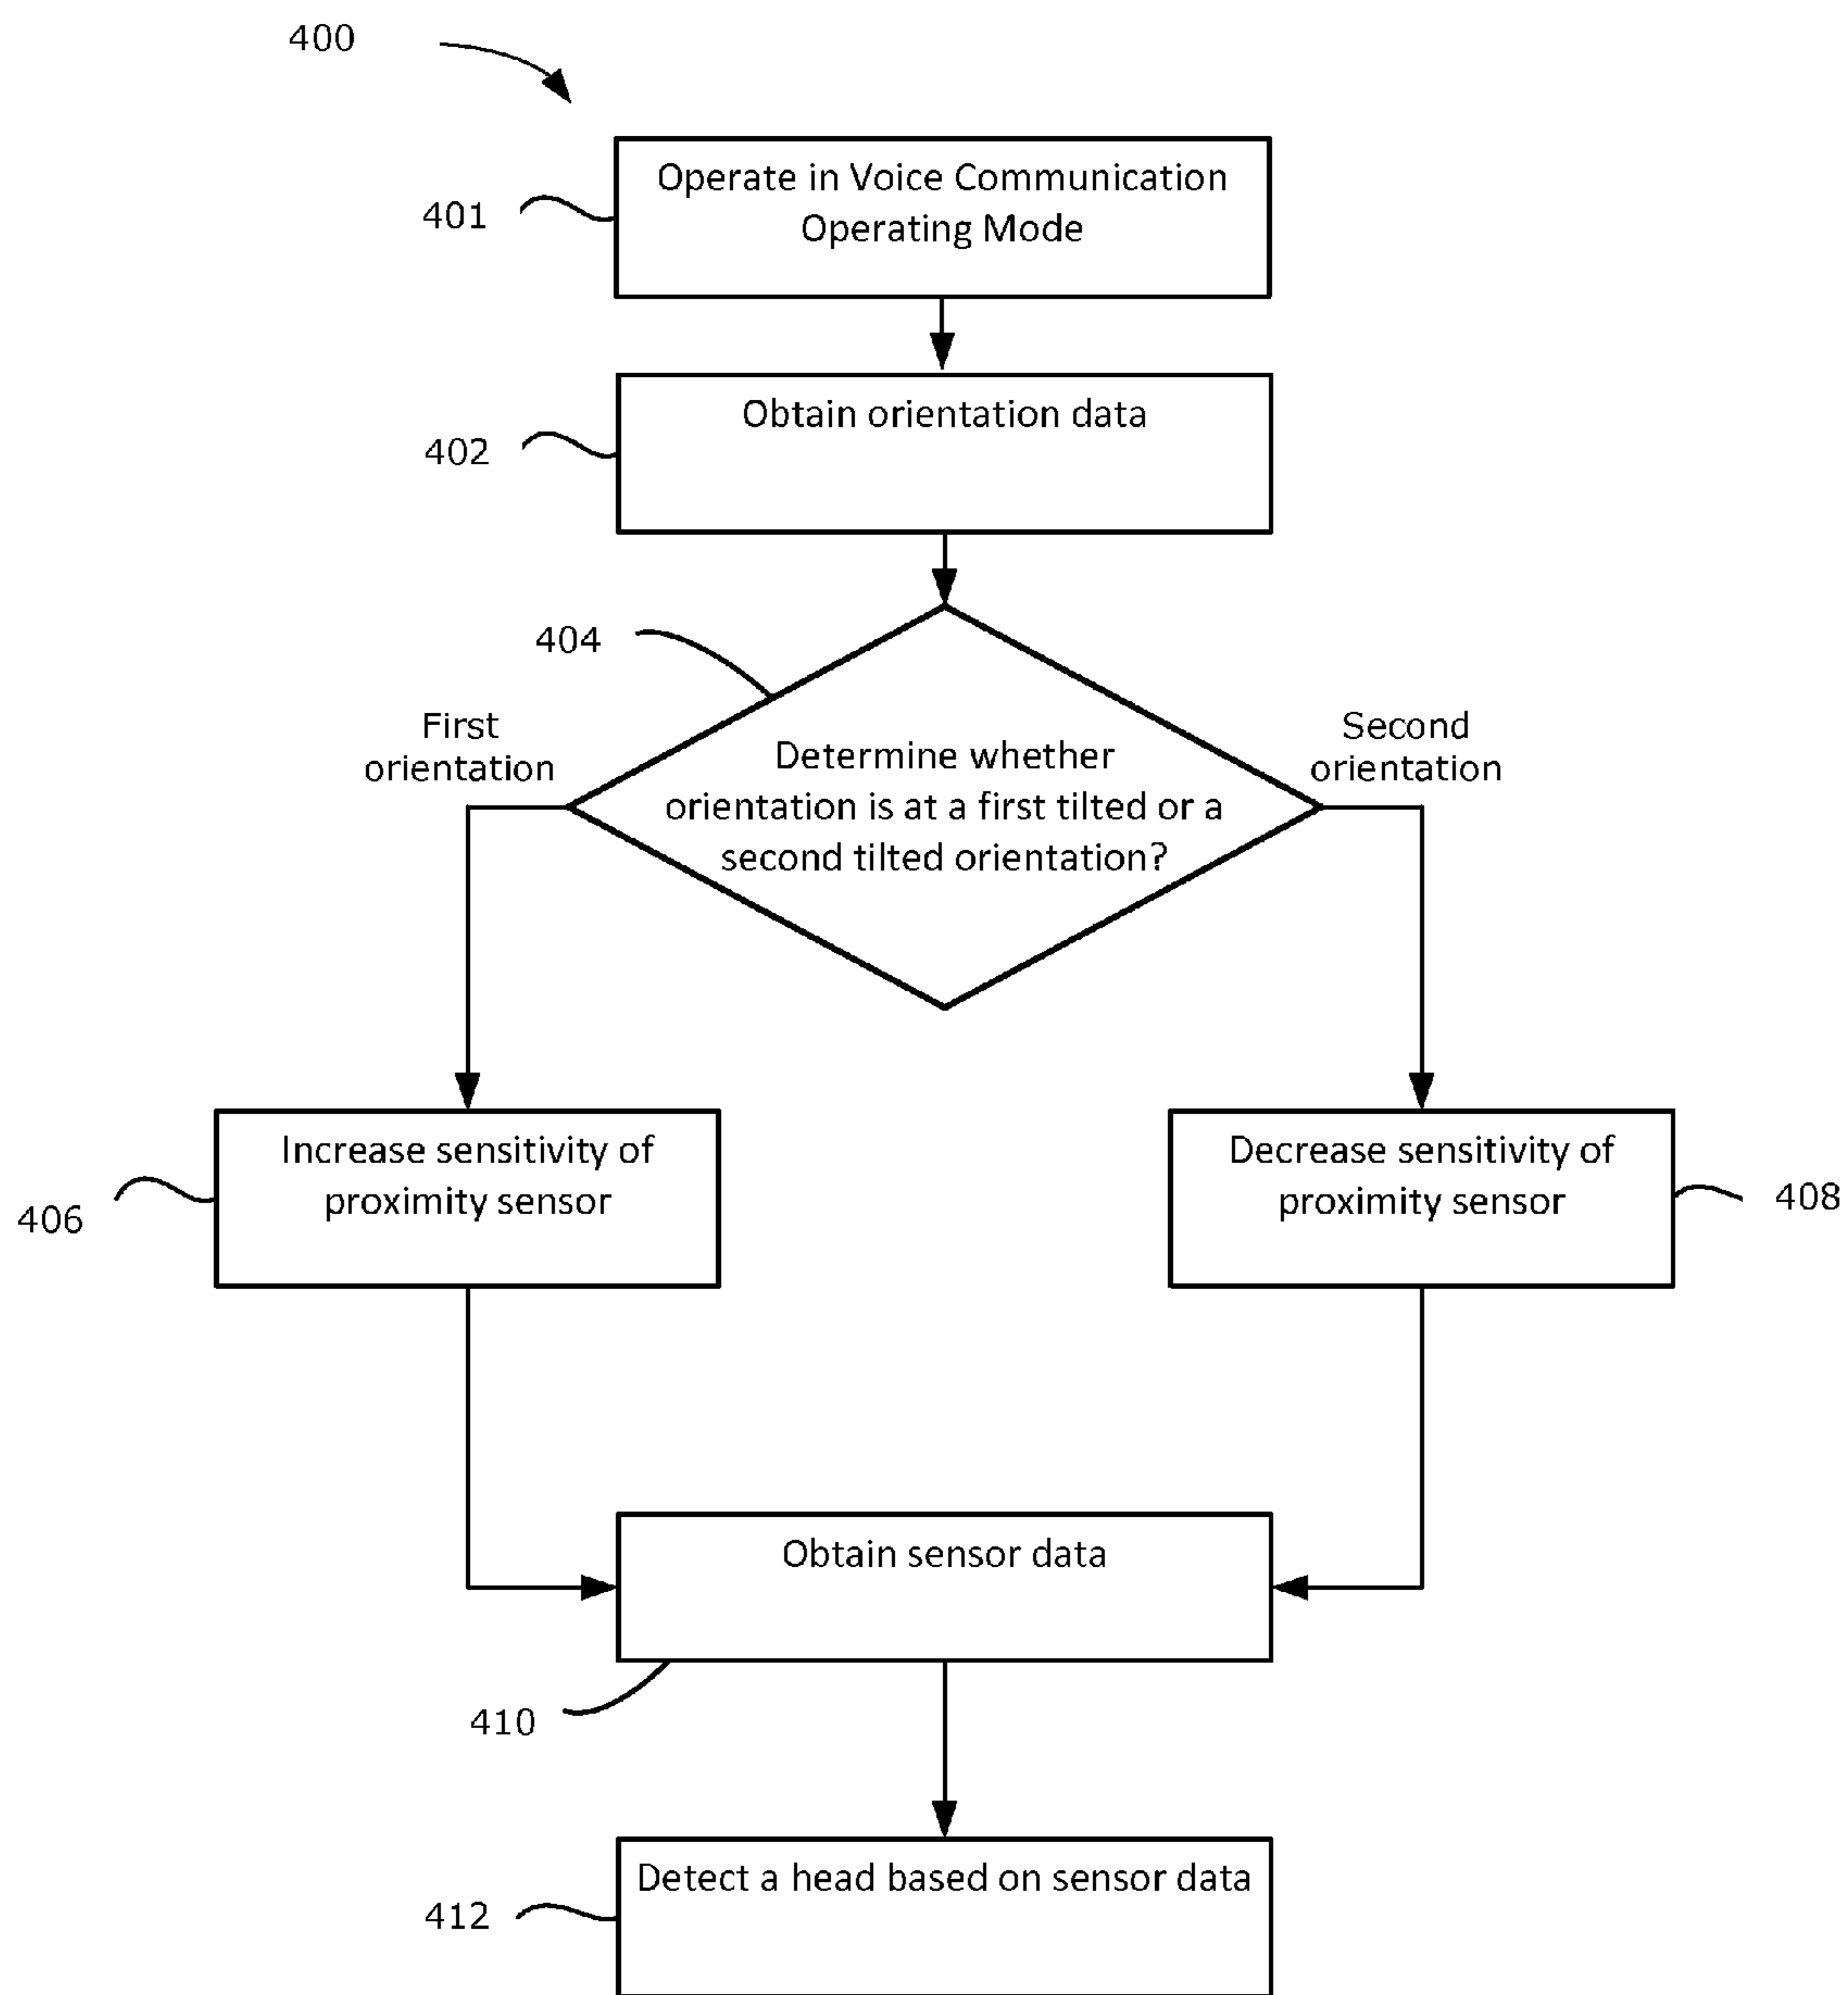 400
Operate in Voice Communication
Operating Mode
401
Obtain orientation data
402
404
First
orientation
Second
orientation
Determine whether
orientation is at a first tilted or a
second tilted orientation?
Increase sensitivity of
proximity sensor
406
Decrease sensitivity of
proximity sensor
408
Obtain sensor data
410
Detect a head based on sensor data
412